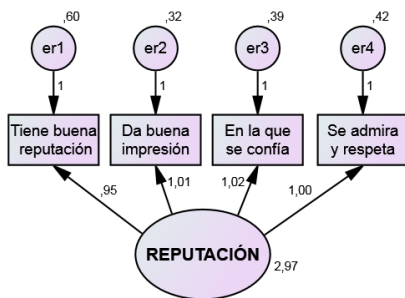 ,60 ,32 ,39 ,42
er1 er2 er3 er4
1 1 1 1
Tiene buena
reputación
Da buena
impresión
En la que
se confía
Se admira
y respeta
,95 1,01 1,02 1,00
REPUTACIÓN
2,97